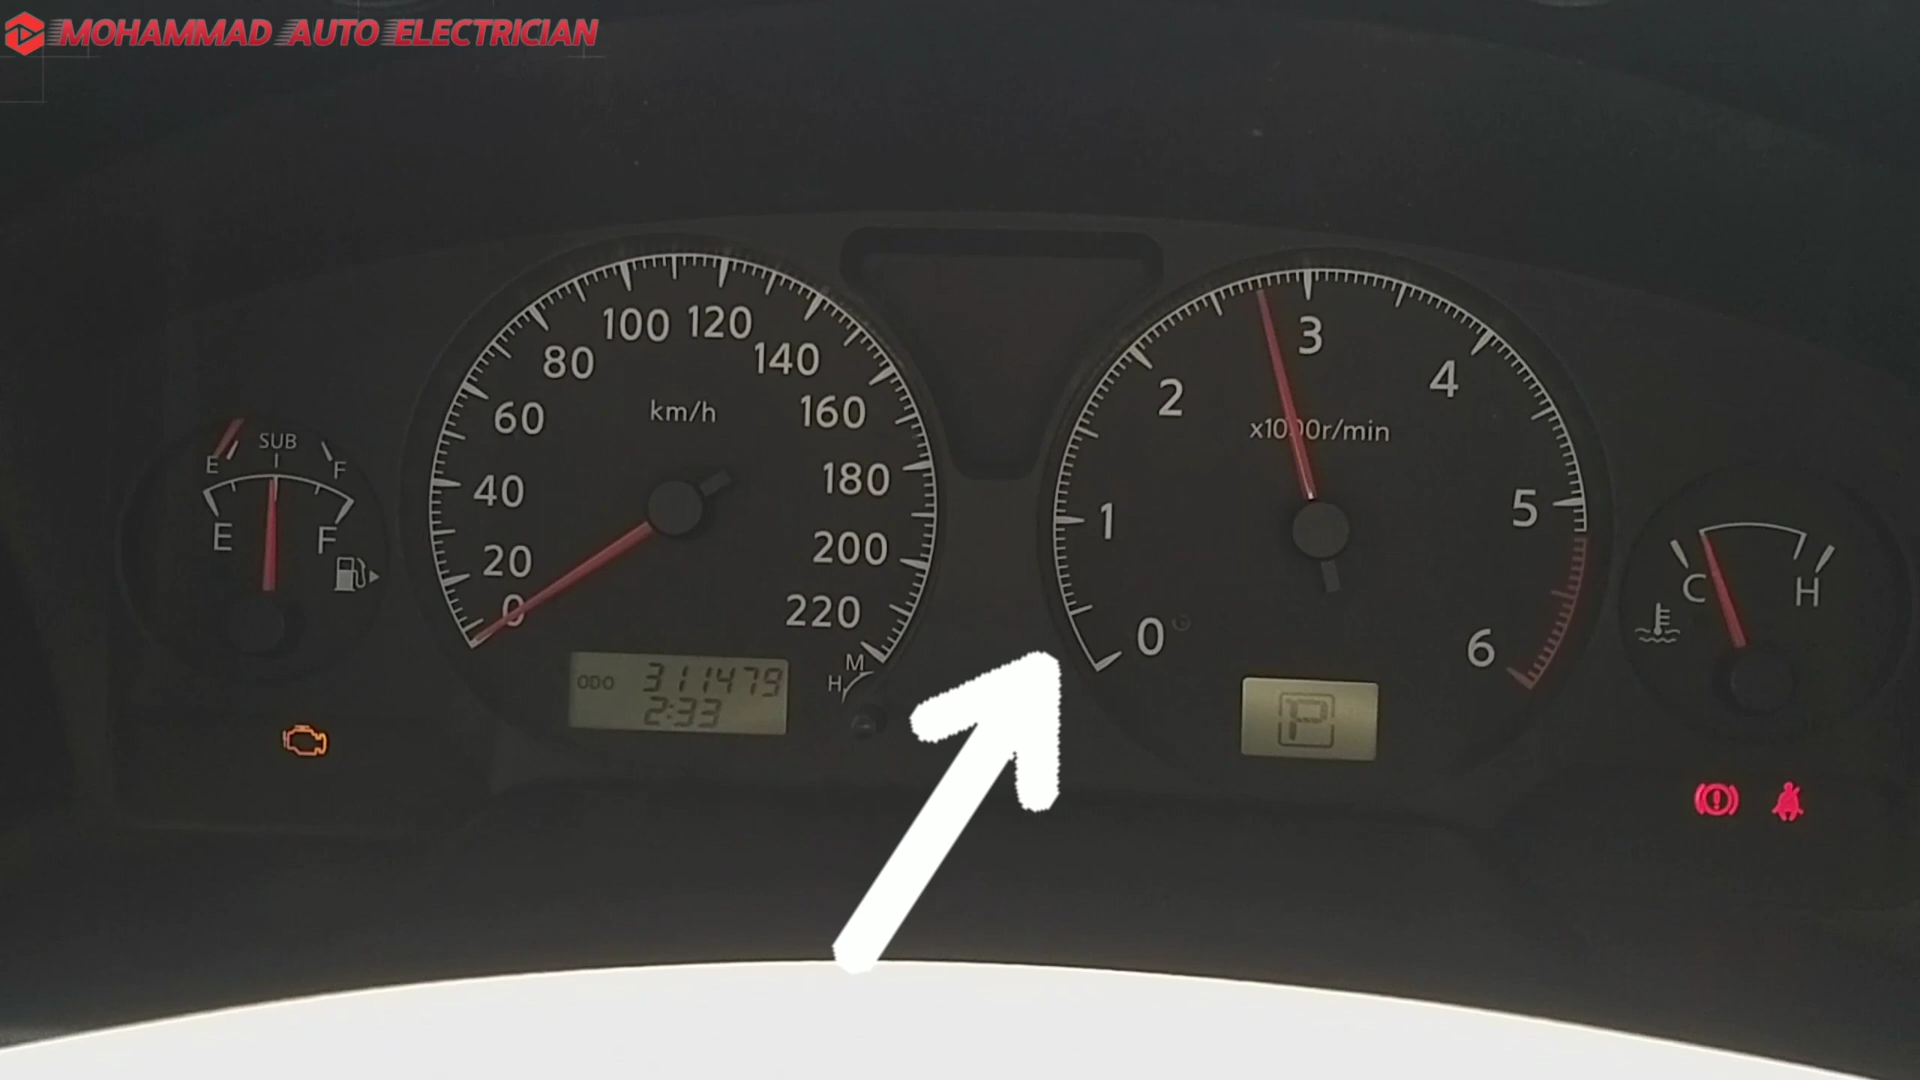 MOHAMMAD AUTO ELECTRICIAN
SUB
E F
E F
km/h
0 20 40 60 80 100 120 140 160 180 200 220
ODO 311479
2:33
M
H
x1000r/min
0 1 2 3 4 5 6
P
C H